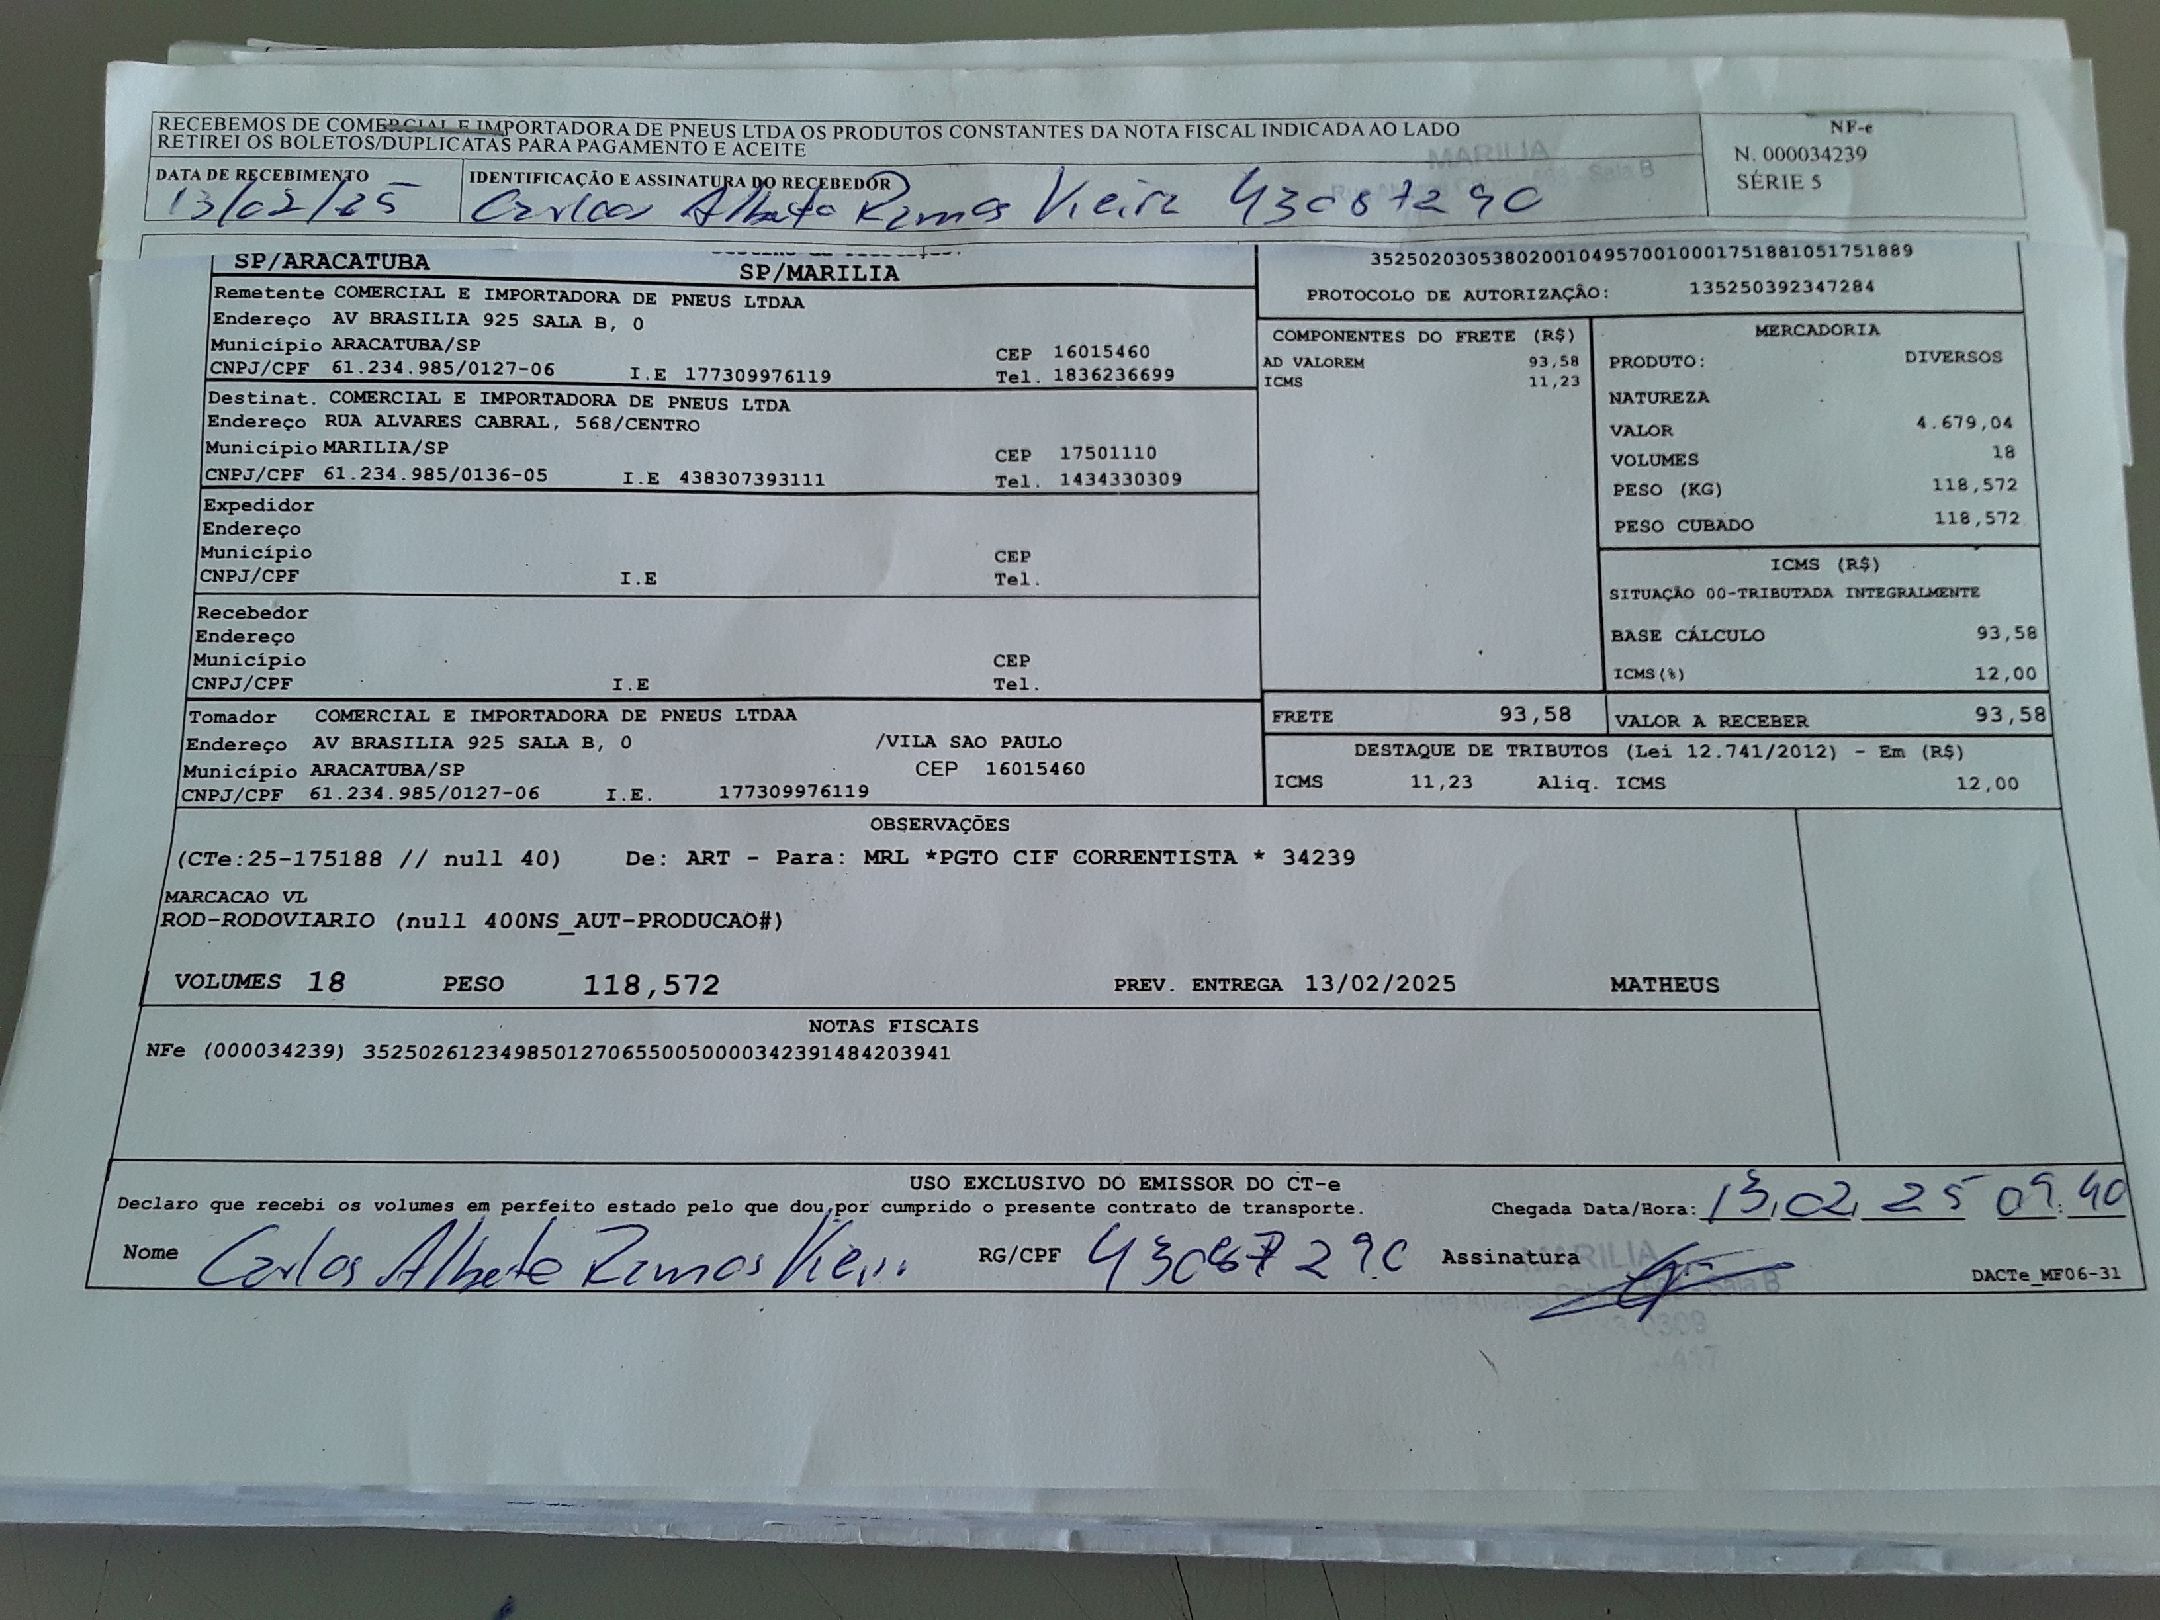 RECEBEMOS DE COMERCIAL E IMPORTADORA DE PNEUS LTDA OS PRODUTOS CONSTANTES DA NOTA FISCAL INDICADA AO LADO
RETIREI OS BOLETOS/DUPLICATAS PARA PAGAMENTO E ACEITE
NF-e
N. 000034239
SÉRIE 5
DATA DE RECEBIMENTO
13/02/25
IDENTIFICAÇÃO E ASSINATURA DO RECEBEDOR
Carlos Alberto Ramos Vieira 43087290
MARILIA
SP/ARACATUBA
SP/MARILIA
35250203053802001049570010001751881051751889
PROTOCOLO DE AUTORIZAÇÃO: 135250392347284
Remetente COMERCIAL E IMPORTADORA DE PNEUS LTDAA
Endereço AV BRASILIA 925 SALA B, 0
Município ARACATUBA/SP CEP 16015460
CNPJ/CPF 61.234.985/0127-06 I.E 177309976119 Tel. 1836236699
Destinat. COMERCIAL E IMPORTADORA DE PNEUS LTDA
Endereço RUA ALVARES CABRAL, 568/CENTRO
Município MARILIA/SP CEP 17501110
CNPJ/CPF 61.234.985/0136-05 I.E 438307393111 Tel. 1434330309
Expedidor
Endereço
Município CEP
CNPJ/CPF I.E Tel.
Recebedor
Endereço
Município CEP
CNPJ/CPF I.E Tel.
Tomador COMERCIAL E IMPORTADORA DE PNEUS LTDAA
Endereço AV BRASILIA 925 SALA B, 0 /VILA SAO PAULO
Município ARACATUBA/SP CEP 16015460
CNPJ/CPF 61.234.985/0127-06 I.E. 177309976119
COMPONENTES DO FRETE (R$)
AD VALOREM 93,58
ICMS 11,23
MERCADORIA
PRODUTO: DIVERSOS
NATUREZA
VALOR 4.679,04
VOLUMES 18
PESO (KG) 118,572
PESO CUBADO 118,572
ICMS (R$)
SITUAÇÃO 00-TRIBUTADA INTEGRALMENTE
BASE CÁLCULO 93,58
ICMS(%) 12,00
FRETE 93,58
VALOR A RECEBER 93,58
DESTAQUE DE TRIBUTOS (Lei 12.741/2012) - Em (R$)
ICMS 11,23 Aliq. ICMS 12,00
OBSERVAÇÕES
(CTe:25-175188 // null 40) De: ART - Para: MRL *PGTO CIF CORRENTISTA * 34239
MARCACAO VL
ROD-RODOVIARIO (null 400NS_AUT-PRODUCAO#)
VOLUMES 18 PESO 118,572 PREV. ENTREGA 13/02/2025 MATHEUS
NOTAS FISCAIS
NFe (000034239) 35250261234985012706550050000342391484203941
USO EXCLUSIVO DO EMISSOR DO CT-e
Declaro que recebi os volumes em perfeito estado pelo que dou por cumprido o presente contrato de transporte.
Chegada Data/Hora: 13.02.25 09:40
Nome Carlos Alberto Ramos Vieira RG/CPF 43087290 Assinatura
MARILIA
DACTe_MF06-31